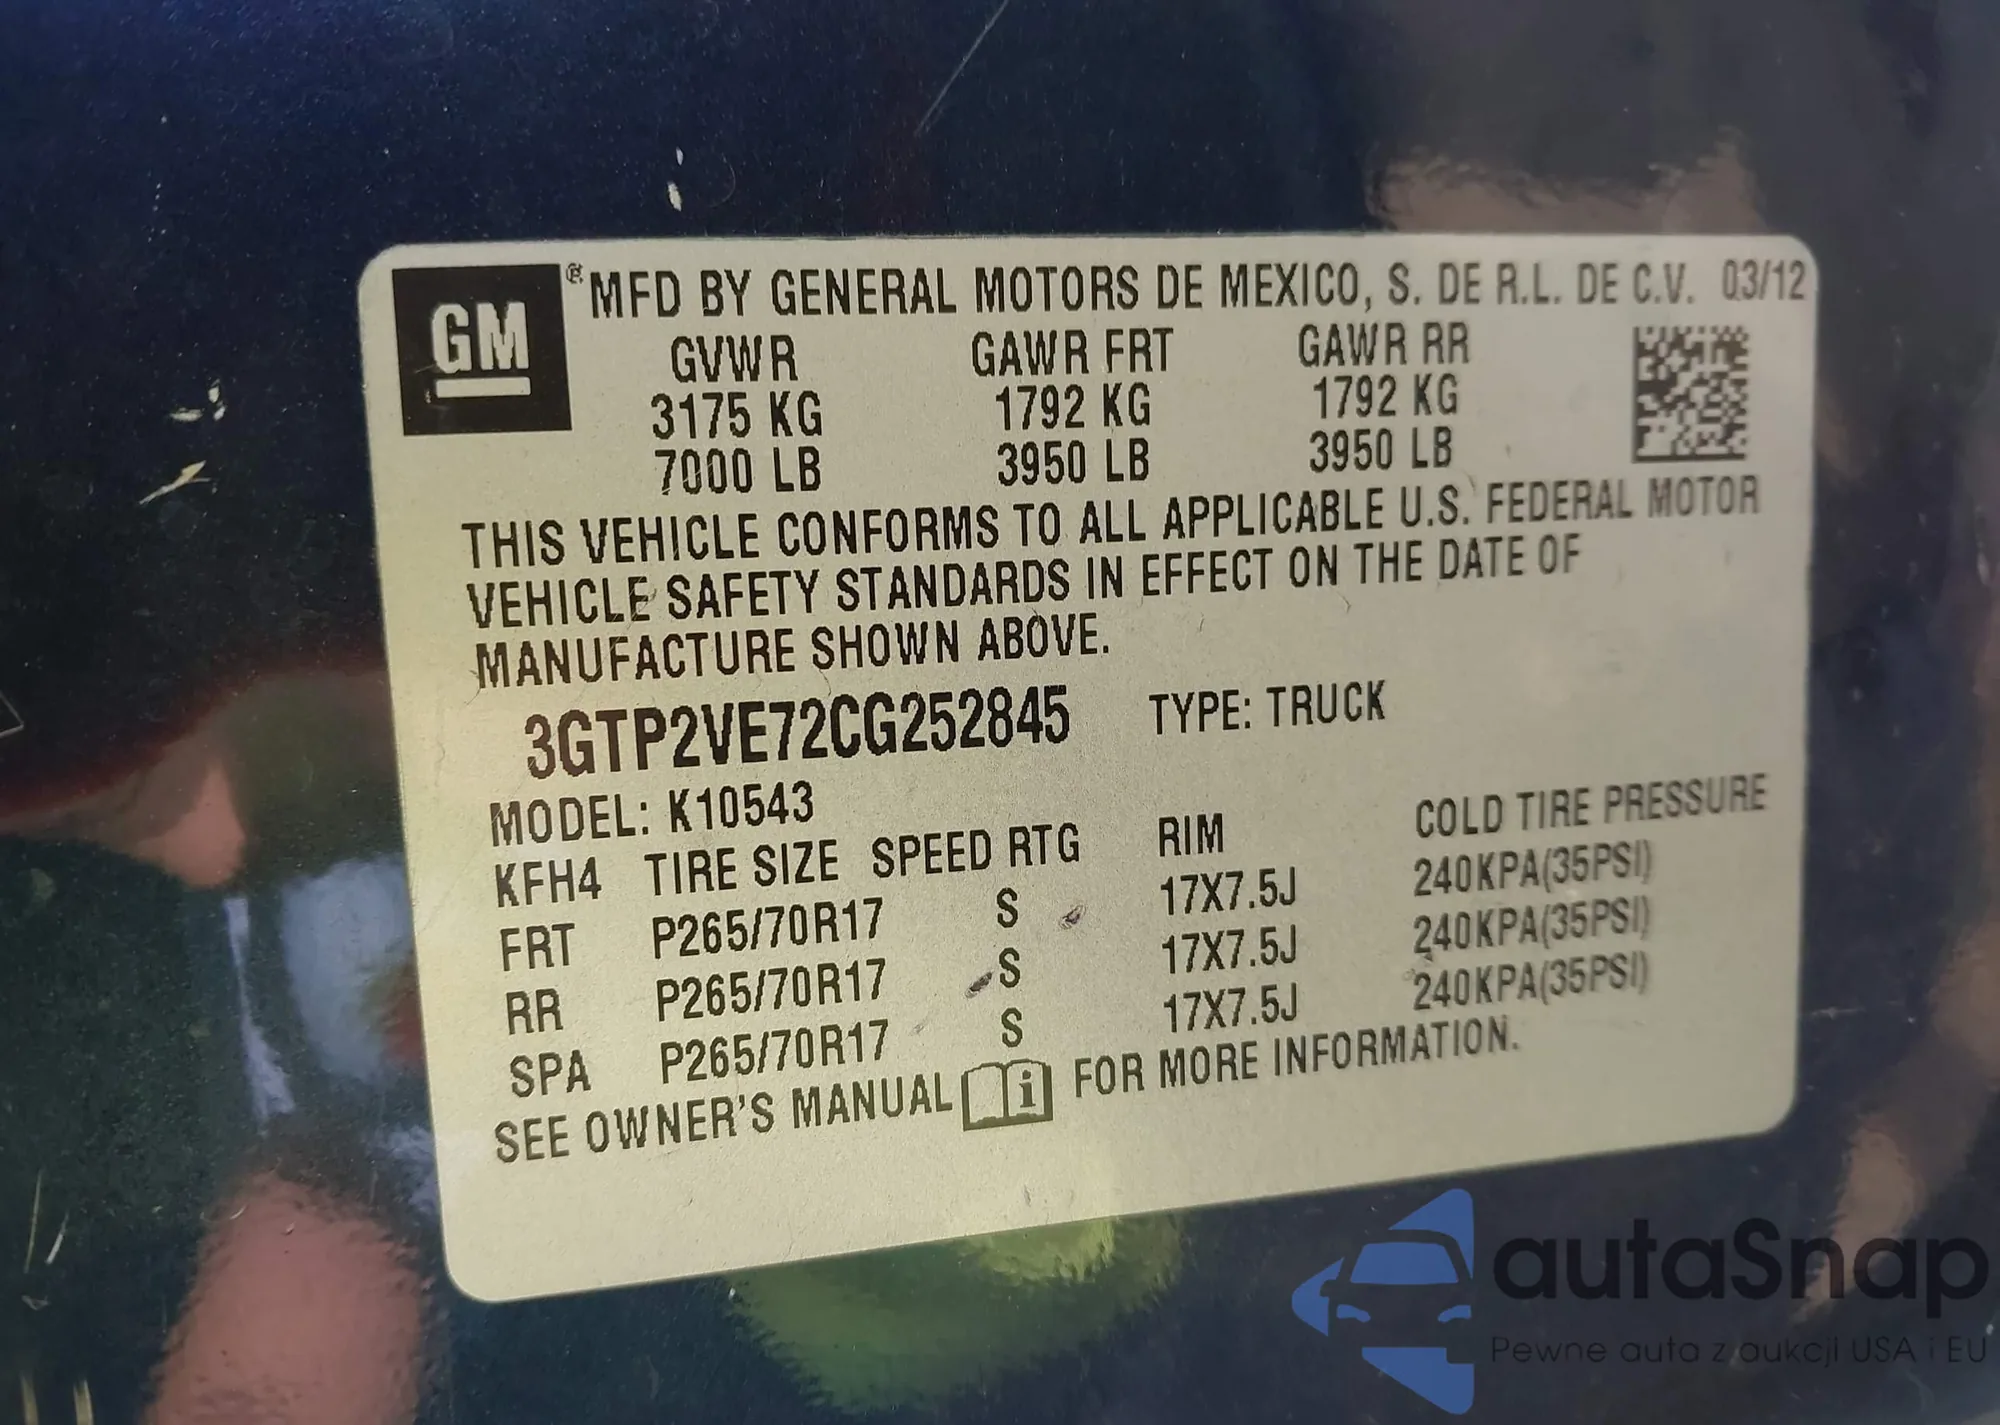 GM ® MFD BY GENERAL MOTORS DE MEXICO, S. DE R.L. DE C.V. 03/12
GVWR GAWR FRT GAWR RR
3175 KG 1792 KG 1792 KG
7000 LB 3950 LB 3950 LB
THIS VEHICLE CONFORMS TO ALL APPLICABLE U.S. FEDERAL MOTOR
VEHICLE SAFETY STANDARDS IN EFFECT ON THE DATE OF
MANUFACTURE SHOWN ABOVE.
3GTP2VE72CG252845 TYPE: TRUCK
MODEL: K10543
KFH4 TIRE SIZE SPEED RTG RIM COLD TIRE PRESSURE
FRT P265/70R17 S 17X7.5J 240KPA(35PSI)
RR P265/70R17 S 17X7.5J 240KPA(35PSI)
SPA P265/70R17 S 17X7.5J 240KPA(35PSI)
SEE OWNER'S MANUAL i FOR MORE INFORMATION.
autaSnap
Pewne auta z aukcji USA i EU